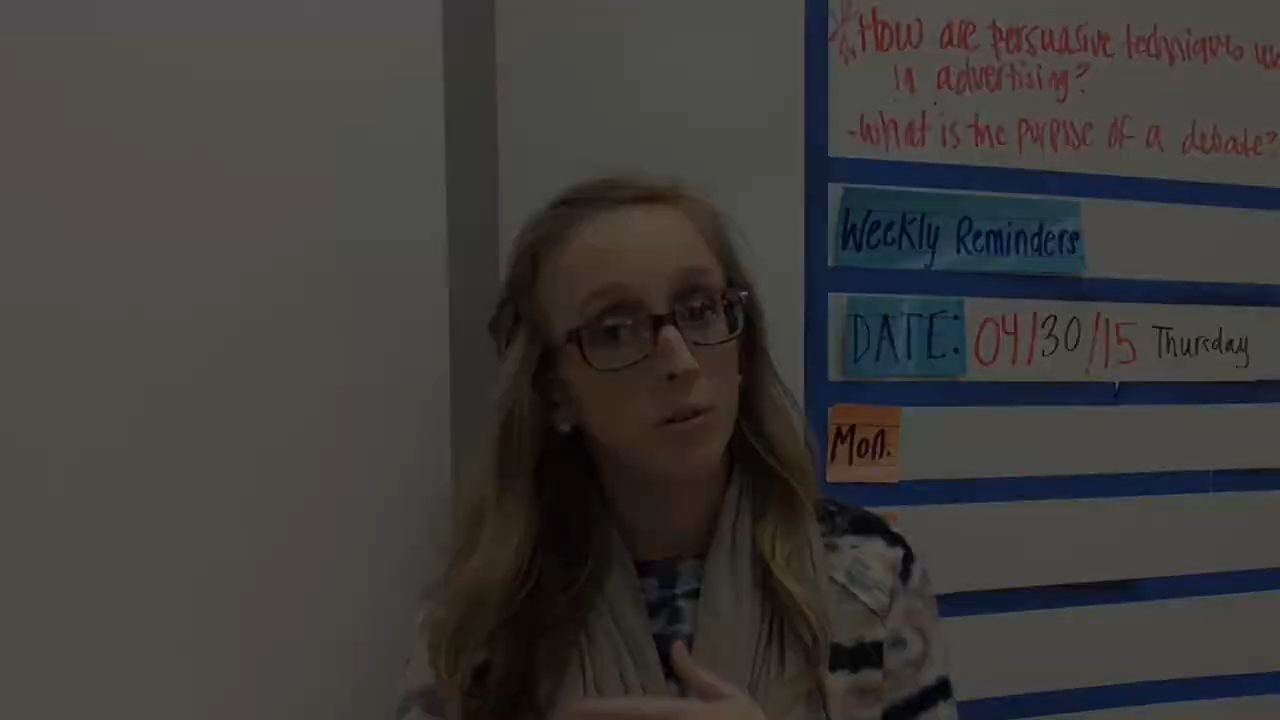 How are persuasive techniques
in advertising?
-What is the purpose of a debate?
Weekly Reminders
DATE: 04/30/15 Thursday
Mon.